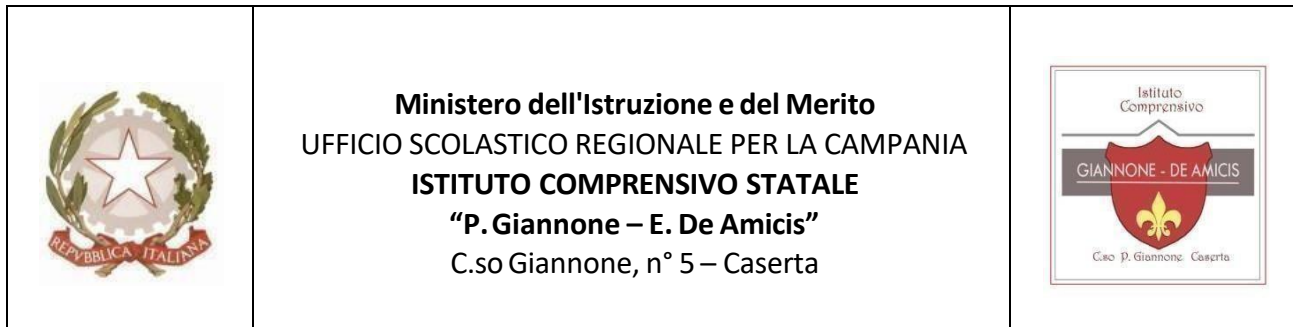 REPVBBLICA ITALIANA
Ministero dell'Istruzione e del Merito
UFFICIO SCOLASTICO REGIONALE PER LA CAMPANIA
ISTITUTO COMPRENSIVO STATALE
“P. Giannone – E. De Amicis”
C.so Giannone, n° 5 – Caserta
Istituto
Comprensivo
GIANNONE - DE AMICIS
C.so P. Giannone Caserta